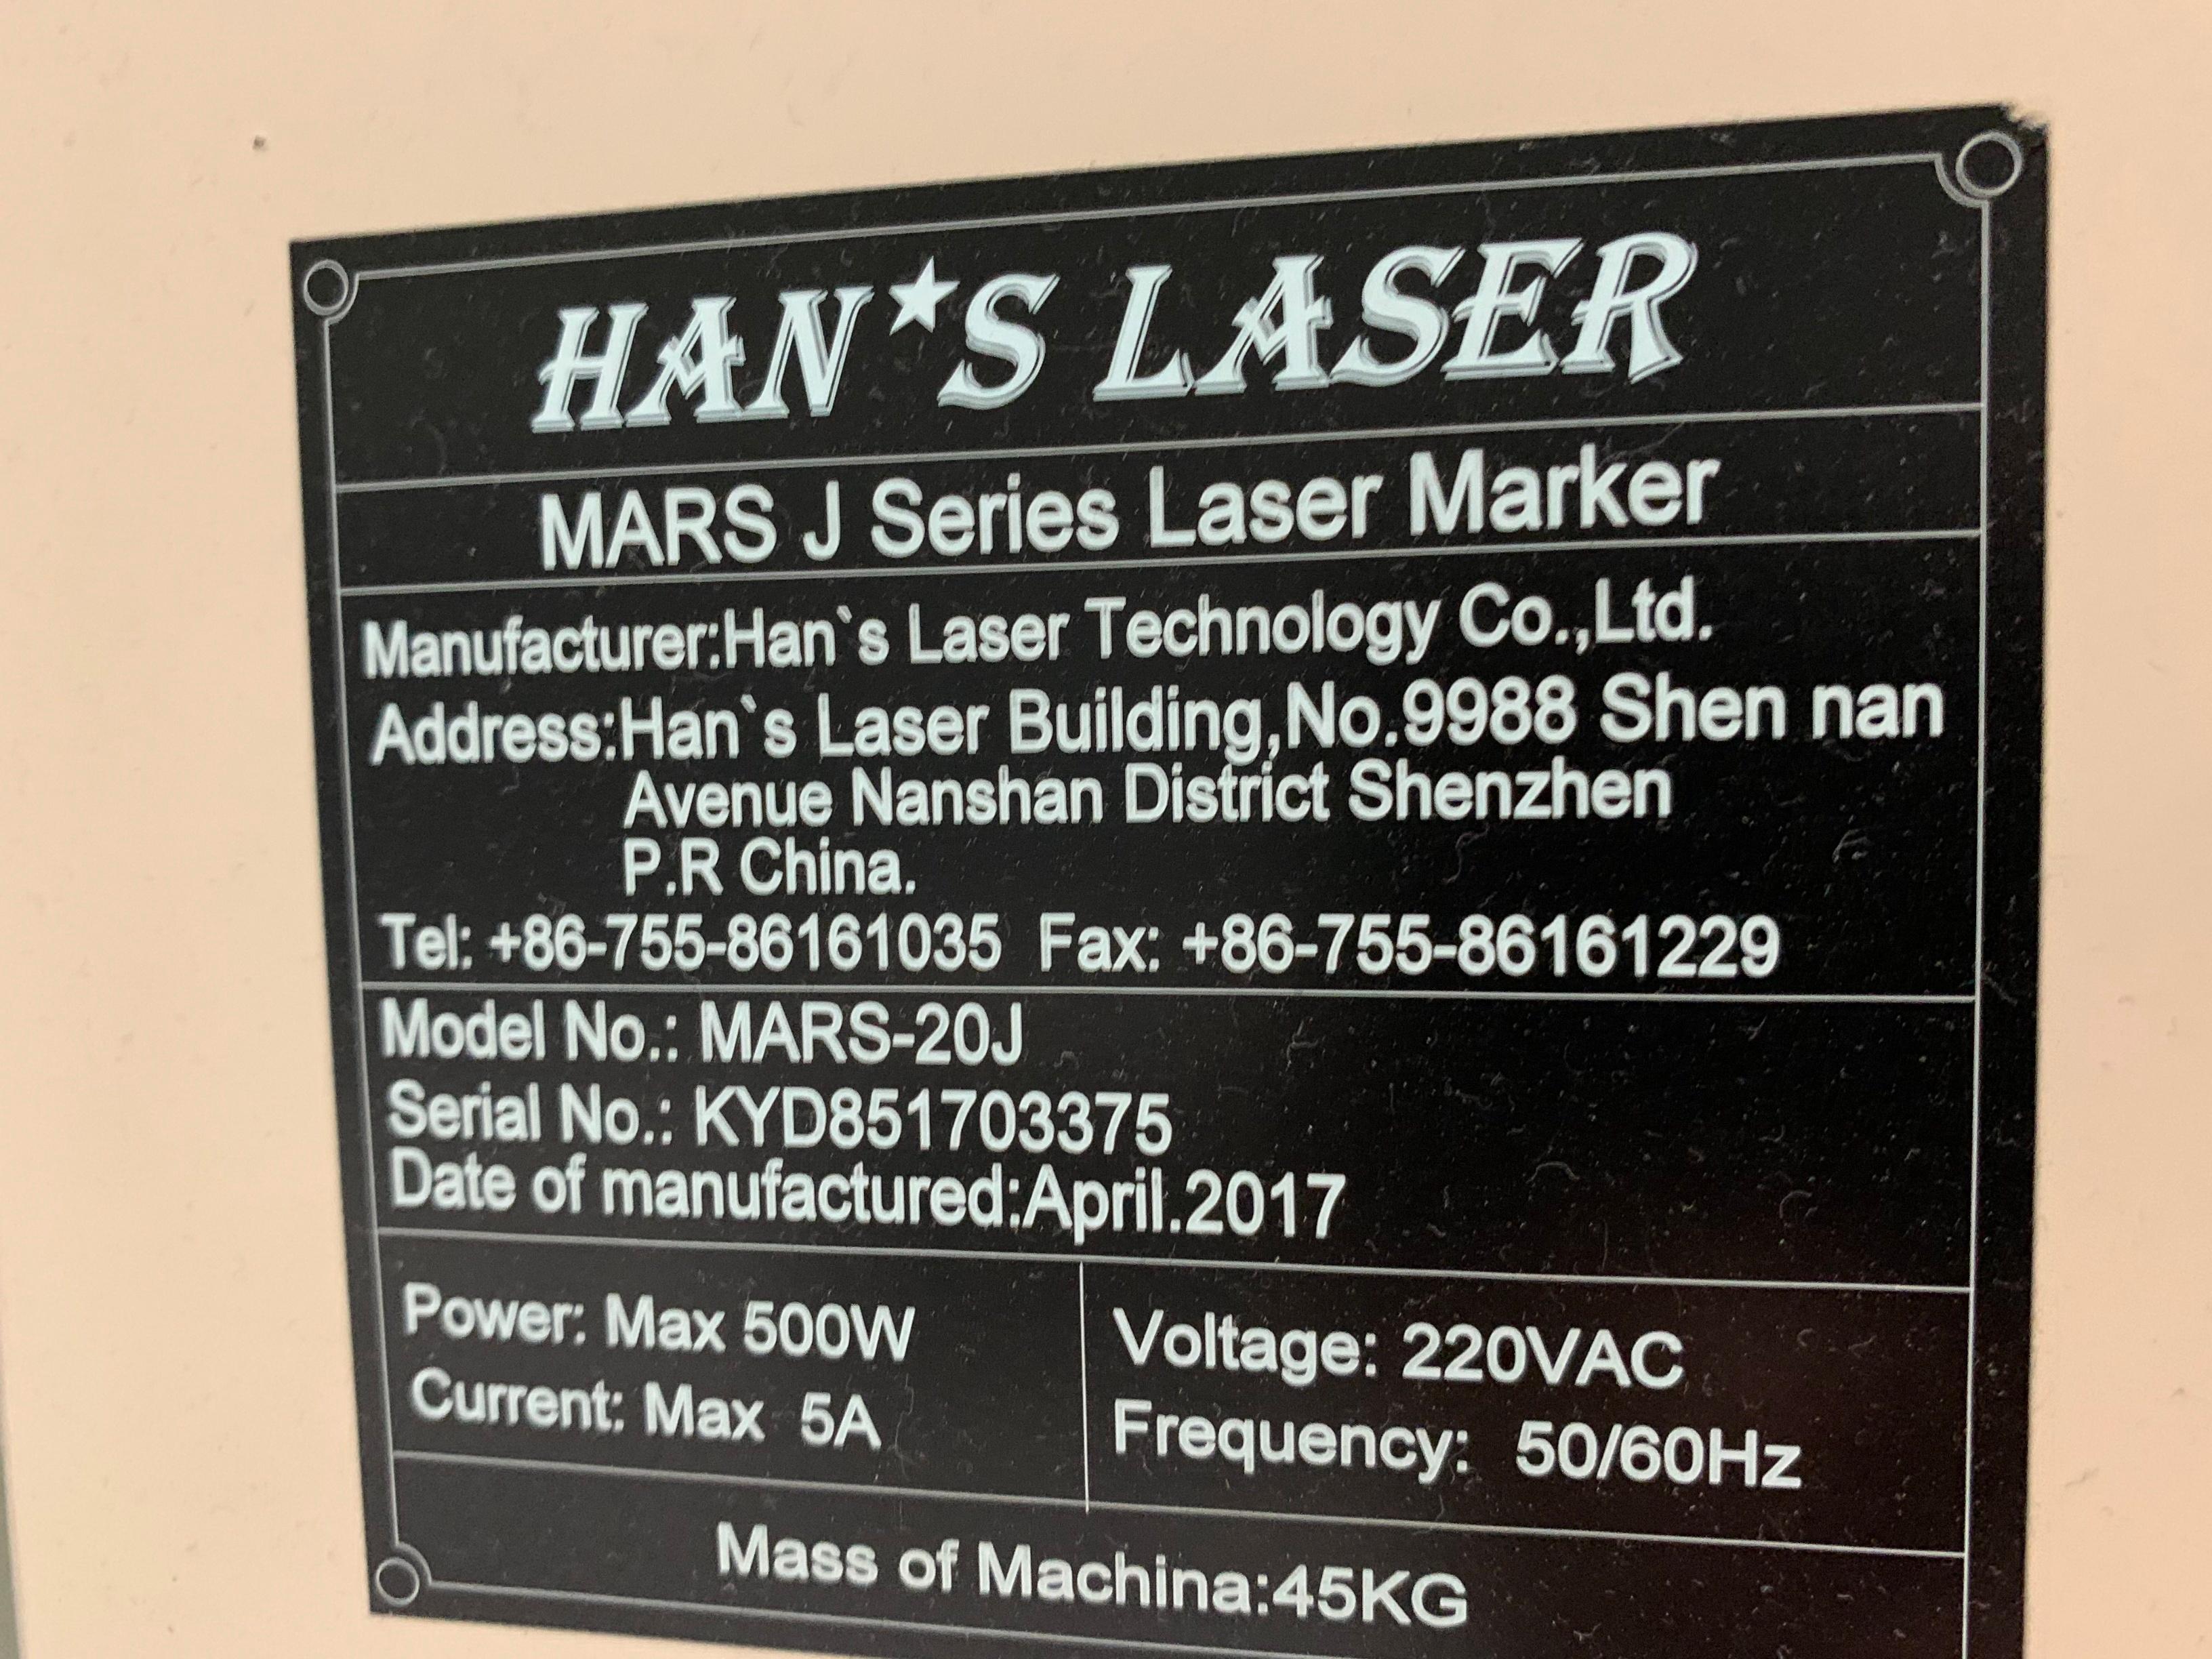 HAN★S LASER
MARS J Series Laser Marker
Manufacturer:Han`s Laser Technology Co.,Ltd.
Address:Han`s Laser Building,No.9988 Shen nan
Avenue Nanshan District Shenzhen
P.R China.
Tel: +86-755-86161035 Fax: +86-755-86161229
Model No.: MARS-20J
Serial No.: KYD851703375
Date of manufactured:April.2017
Power: Max 500W
Current: Max 5A
Voltage: 220VAC
Frequency: 50/60Hz
Mass of Machina:45KG